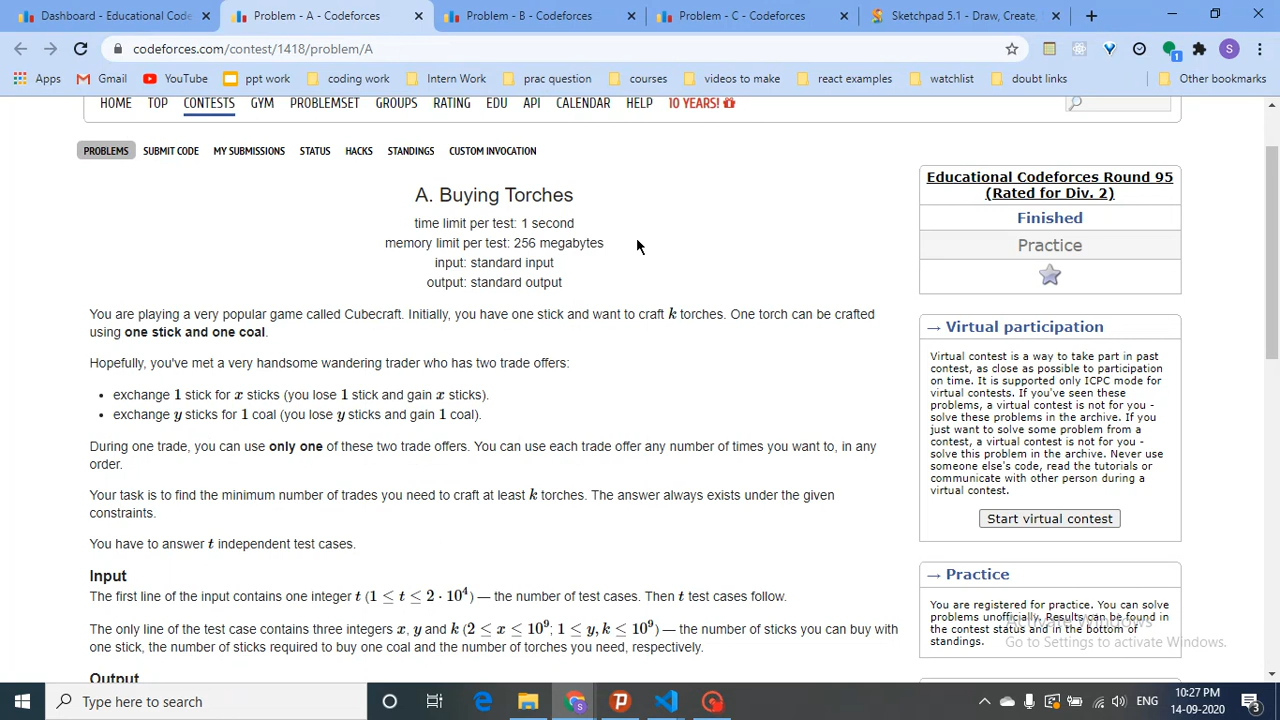 Dashboard - Educational Code
Problem - A - Codeforces
Problem - B - Codeforces
Problem - C - Codeforces
Sketchpad 5.1 - Draw, Create,
codeforces.com/contest/1418/problem/A
S
1
Apps
Gmail
YouTube
ppt work
coding work
Intern Work
prac question
courses
videos to make
react examples
watchlist
doubt links
Other bookmarks
HOME TOP CONTESTS GYM PROBLEMSET GROUPS RATING EDU API CALENDAR HELP 10 YEARS!
PROBLEMS SUBMIT CODE MY SUBMISSIONS STATUS HACKS STANDINGS CUSTOM INVOCATION
A. Buying Torches
time limit per test: 1 second
memory limit per test: 256 megabytes
input: standard input
output: standard output
You are playing a very popular game called Cubecraft. Initially, you have one stick and want to craft k torches. One torch can be crafted
using one stick and one coal.
Hopefully, you've met a very handsome wandering trader who has two trade offers:
• exchange 1 stick for x sticks (you lose 1 stick and gain x sticks).
• exchange y sticks for 1 coal (you lose y sticks and gain 1 coal).
During one trade, you can use only one of these two trade offers. You can use each trade offer any number of times you want to, in any
order.
Your task is to find the minimum number of trades you need to craft at least k torches. The answer always exists under the given
constraints.
You have to answer t independent test cases.
Input
The first line of the input contains one integer t (1 ≤ t ≤ 2 · 10⁴) — the number of test cases. Then t test cases follow.
The only line of the test case contains three integers x, y and k (2 ≤ x ≤ 10⁹; 1 ≤ y, k ≤ 10⁹) — the number of sticks you can buy with
one stick, the number of sticks required to buy one coal and the number of torches you need, respectively.
Output
Educational Codeforces Round 95
(Rated for Div. 2)
Finished
Practice
→ Virtual participation
Virtual contest is a way to take part in past
contest, as close as possible to participation
on time. It is supported only ICPC mode for
virtual contests. If you've seen these
problems, a virtual contest is not for you -
solve these problems in the archive. If you
just want to solve some problem from a
contest, a virtual contest is not for you -
solve this problem in the archive. Never use
someone else's code, read the tutorials or
communicate with other person during a
virtual contest.
Start virtual contest
→ Practice
You are registered for practice. You can solve
problems unofficially. Results can be found in
the contest status and in the bottom of
standings.
Activate Windows
Go to Settings to activate Windows.
Type here to search
ENG
10:27 PM
14-09-2020
3